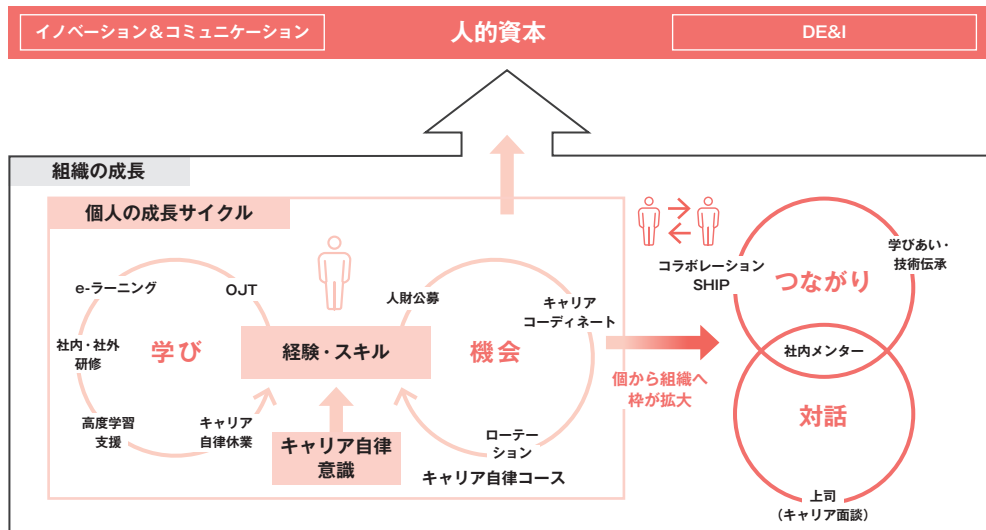 イノベーション&コミュニケーション
人的資本
DE&I
組織の成長
個人の成長サイクル
e-ラーニング
OJT
社内・社外
研修
学び
高度学習
支援
キャリア
自律休業
経験・スキル
キャリア自律
意識
人財公募
キャリア
コーディネート
機会
ローテー
ション
キャリア自律コース
個から組織へ
枠が拡大
コラボレーション
SHIP
つながり
学びあい・
技術伝承
社内メンター
対話
上司
（キャリア面談）